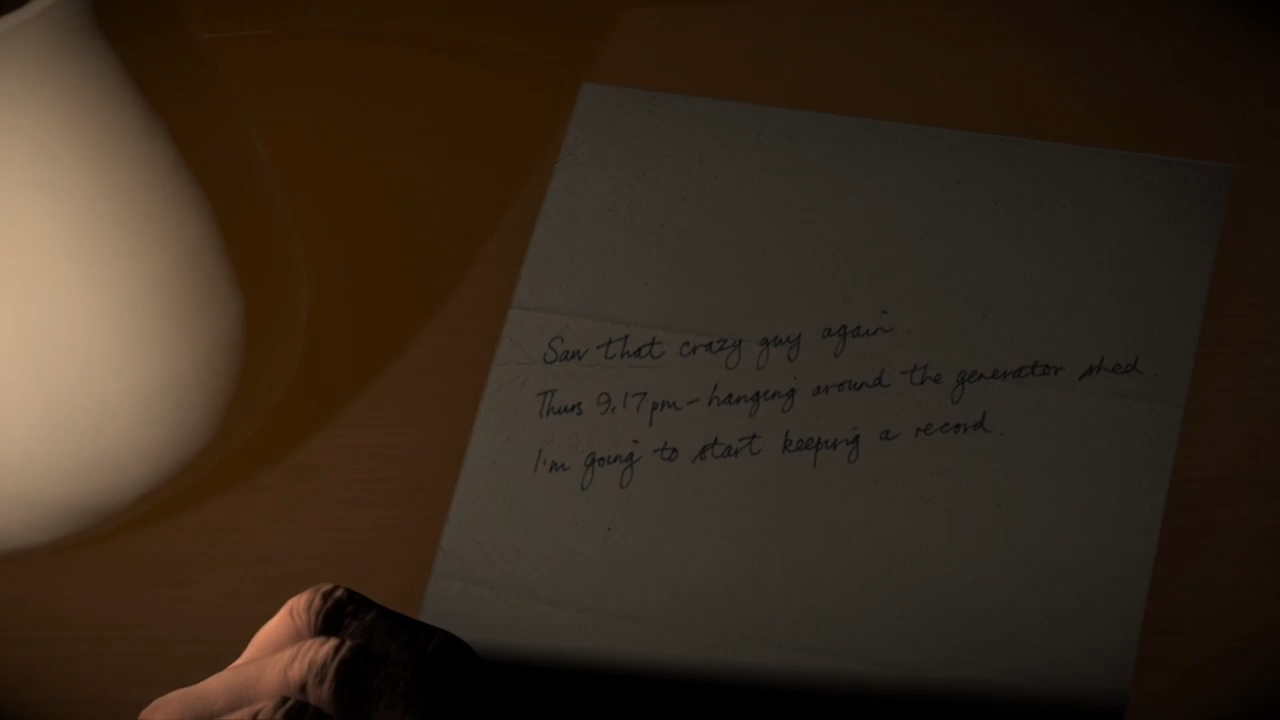 Saw that crazy guy again.
Thurs 9.17pm - hanging around the generator shed.
I'm going to start keeping a record.